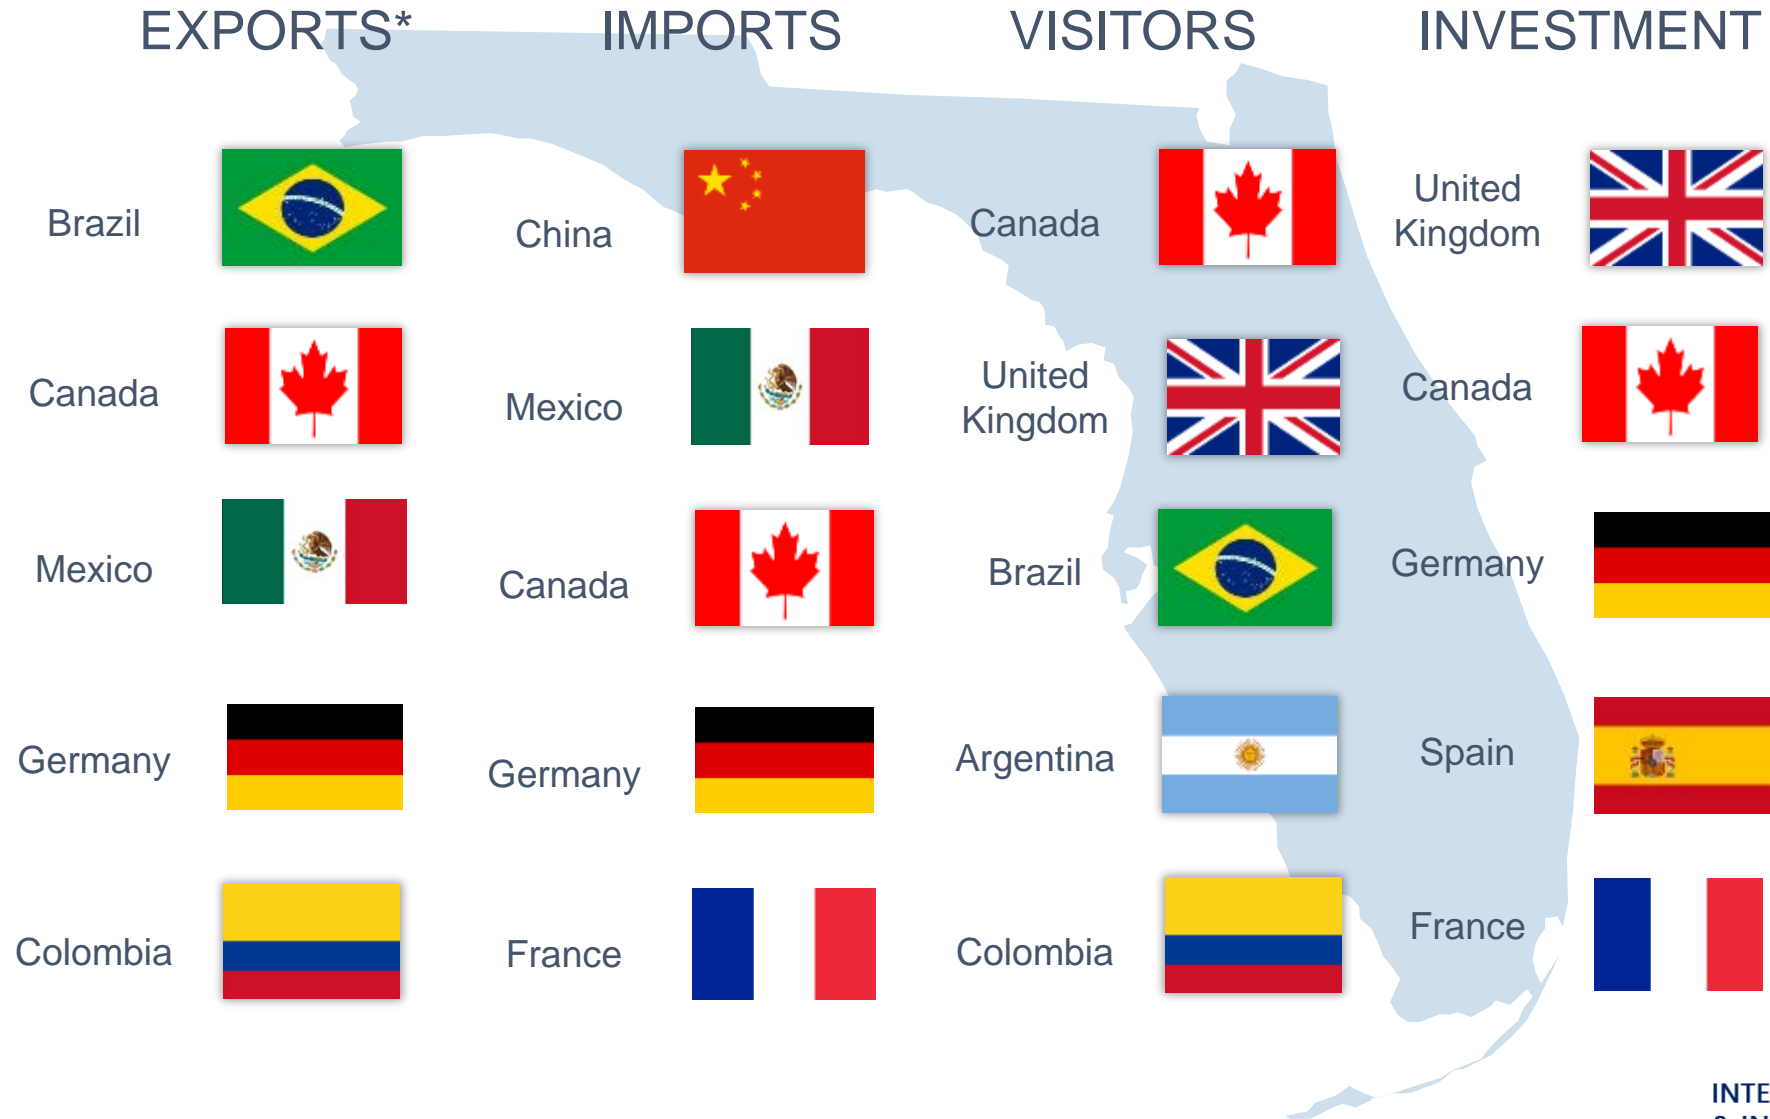 EXPORTS*
IMPORTS
VISITORS
INVESTMENT
Brazil
China
Canada
United
Kingdom
Canada
Mexico
United
Kingdom
Canada
Mexico
Canada
Brazil
Germany
Germany
Germany
Argentina
Spain
Colombia
France
Colombia
France
INTE